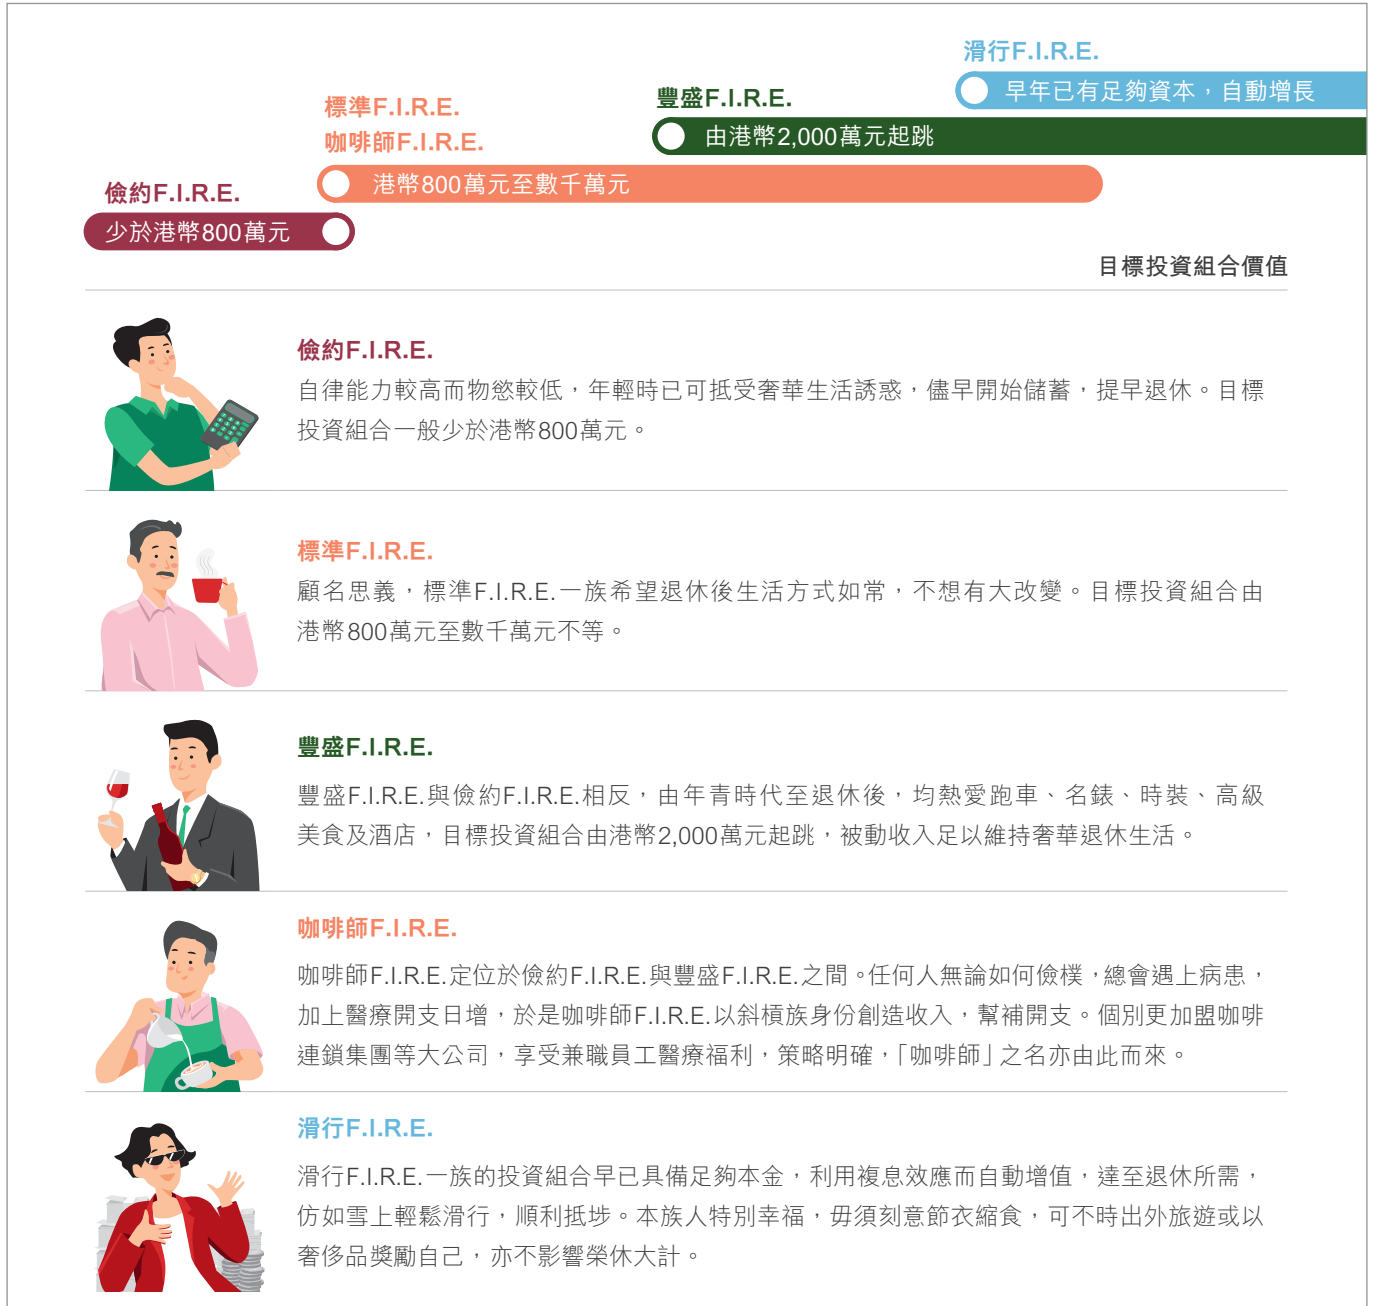 滑行F.I.R.E.
早年已有足夠資本，自動增長
豐盛F.I.R.E.
由港幣2,000萬元起跳
標準F.I.R.E.
咖啡師F.I.R.E.
港幣800萬元至數千萬元
儉約F.I.R.E.
少於港幣800萬元
目標投資組合價值
儉約F.I.R.E.
自律能力較高而物慾較低，年輕時已可抵受奢華生活誘惑，儘早開始儲蓄，提早退休。目標
投資組合一般少於港幣800萬元。
標準F.I.R.E.
顧名思義，標準F.I.R.E.一族希望退休後生活方式如常，不想有大改變。目標投資組合由
港幣800萬元至數千萬元不等。
豐盛F.I.R.E.
豐盛F.I.R.E.與儉約F.I.R.E.相反，由年青時代至退休後，均熱愛跑車、名錶、時裝、高級
美食及酒店，目標投資組合由港幣2,000萬元起跳，被動收入足以維持奢華退休生活。
咖啡師F.I.R.E.
咖啡師F.I.R.E.定位於儉約F.I.R.E.與豐盛F.I.R.E.之間。任何人無論如何儉樸，總會遇上病患，
加上醫療開支日增，於是咖啡師F.I.R.E.以斜槓族身份創造收入，幫補開支。個別更加盟咖啡
連鎖集團等大公司，享受兼職員工醫療福利，策略明確，「咖啡師」之名亦由此而來。
滑行F.I.R.E.
滑行F.I.R.E.一族的投資組合早已具備足夠本金，利用複息效應而自動增值，達至退休所需，
仿如雪上輕鬆滑行，順利抵埗。本族人特別幸福，毋須刻意節衣縮食，可不時出外旅遊或以
奢侈品獎勵自己，亦不影響榮休大計。